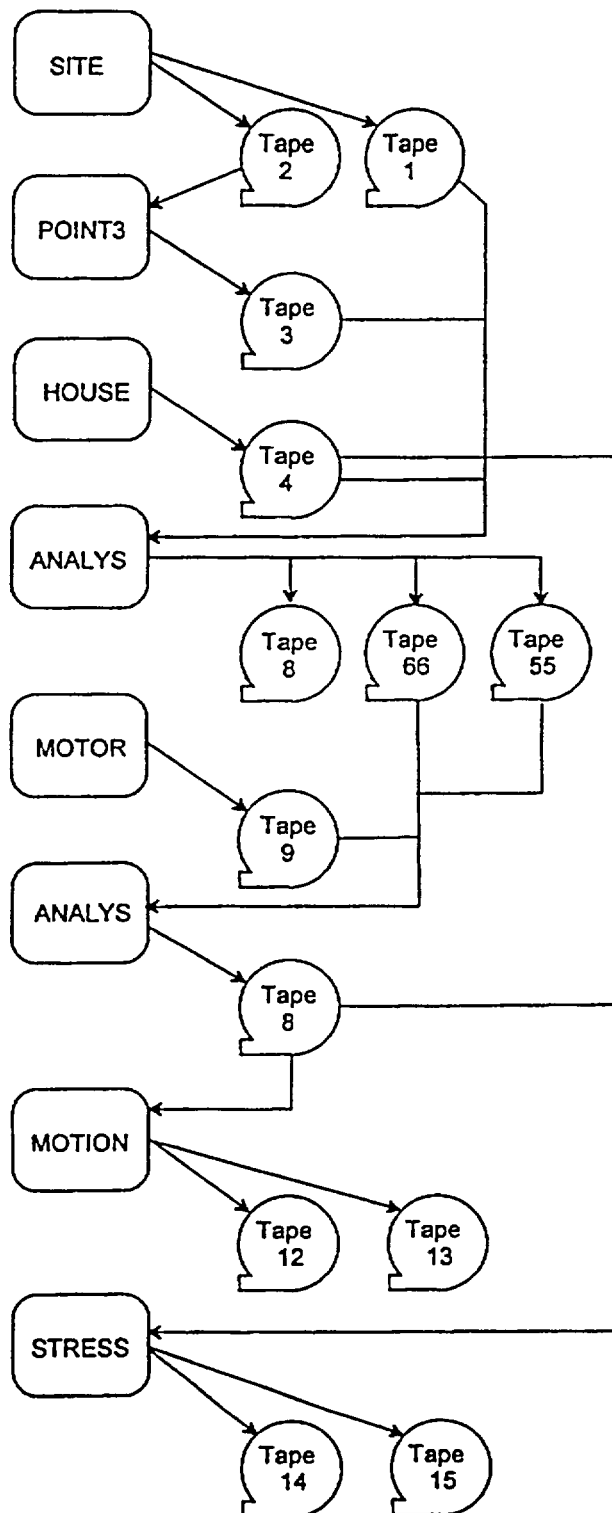 SITE
Tape
2
Tape
1
POINT3
Tape
3
HOUSE
Tape
4
ANALYS
Tape
8
Tape
66
Tape
55
MOTOR
Tape
9
ANALYS
Tape
8
MOTION
Tape
12
Tape
13
STRESS
Tape
14
Tape
15